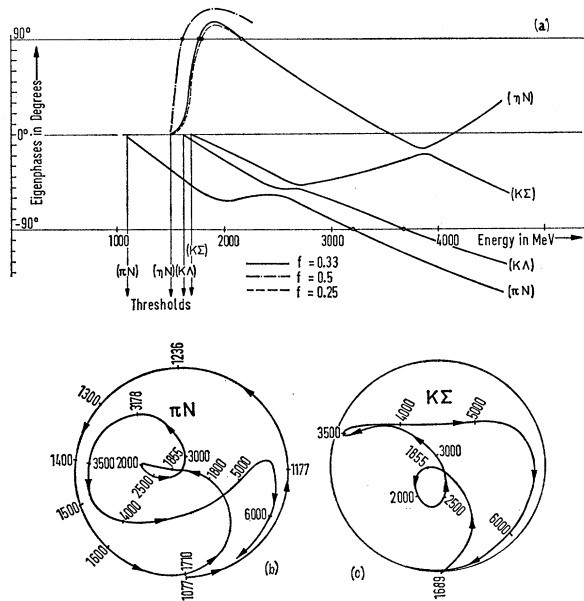 (a)
90°
0°
-90°
Eigenphases in Degrees
(ηN)
(KΣ)
(KΛ)
(πN)
1000
2000
3000
4000
Energy in MeV
(πN)
(ηN)
(KΛ)
(KΣ)
Thresholds
f = 0.33
f = 0.5
f = 0.25
1236
1300
3178
πN
1400
3500
2000
1855
3000
1800
5000
1177
2500
1500
4000
6000
1600
1077
1710
(b)
KΣ
4000
5000
3500
1855
3000
2000
2500
6000
1689
(c)